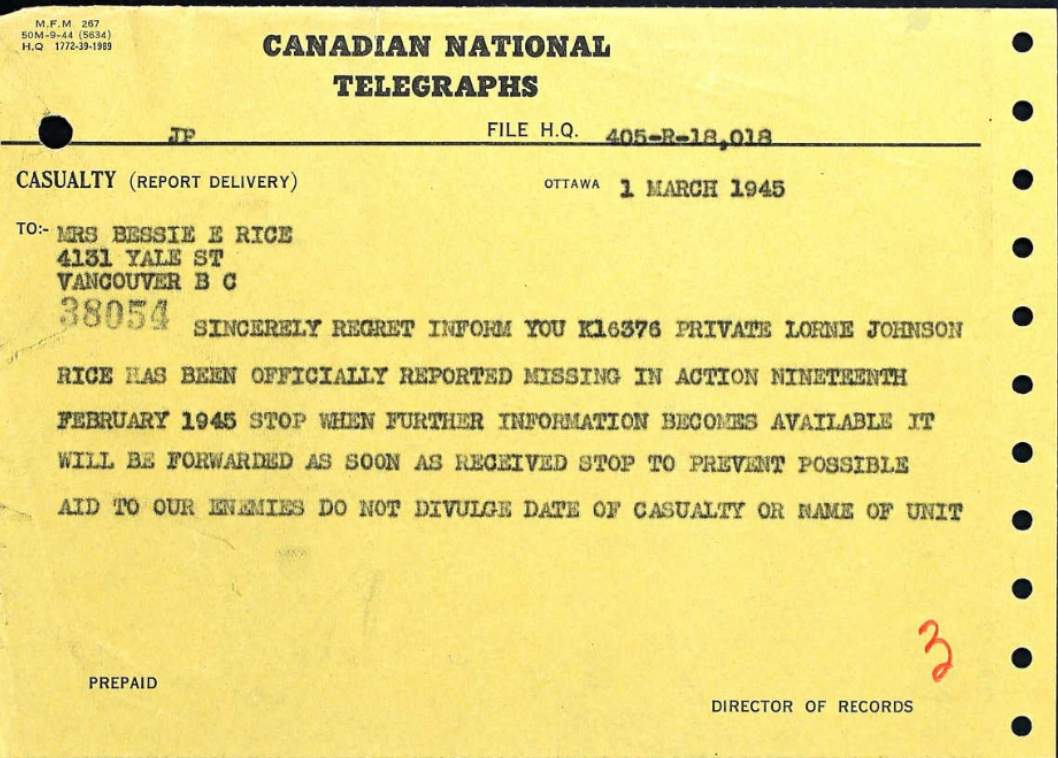 M.F.M 267
50M-9-44 (5634)
H.Q 1772-39-1989
CANADIAN NATIONAL
TELEGRAPHS
JP FILE H.Q. 405-R-18,018
CASUALTY (REPORT DELIVERY) OTTAWA 1 MARCH 1945
TO:- MRS BESSIE E RICE
4131 YALE ST
VANCOUVER B C
38054 SINCERELY REGRET INFORM YOU K16376 PRIVATE LORNE JOHNSON
RICE HAS BEEN OFFICIALLY REPORTED MISSING IN ACTION NINETEENTH
FEBRUARY 1945 STOP WHEN FURTHER INFORMATION BECOMES AVAILABLE IT
WILL BE FORWARDED AS SOON AS RECEIVED STOP TO PREVENT POSSIBLE
AID TO OUR ENEMIES DO NOT DIVULGE DATE OF CASUALTY OR NAME OF UNIT
3
PREPAID
DIRECTOR OF RECORDS